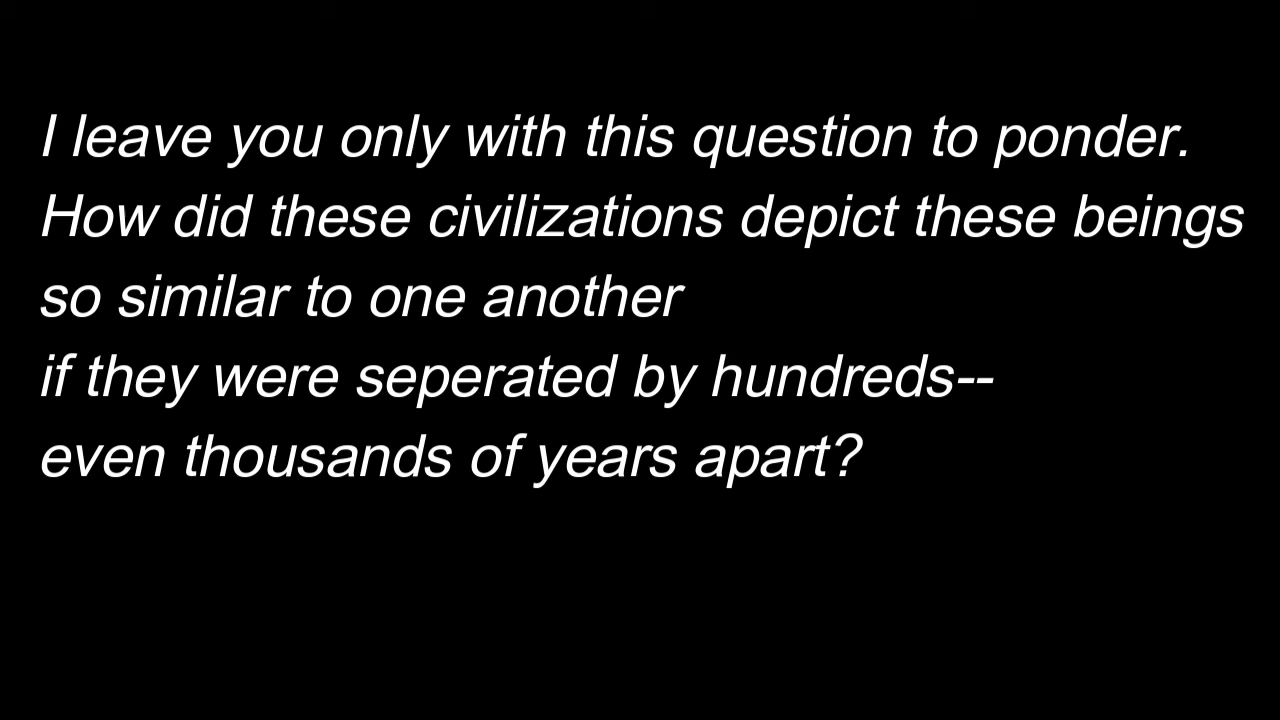 I leave you only with this question to ponder.
How did these civilizations depict these beings
so similar to one another
if they were seperated by hundreds--
even thousands of years apart?